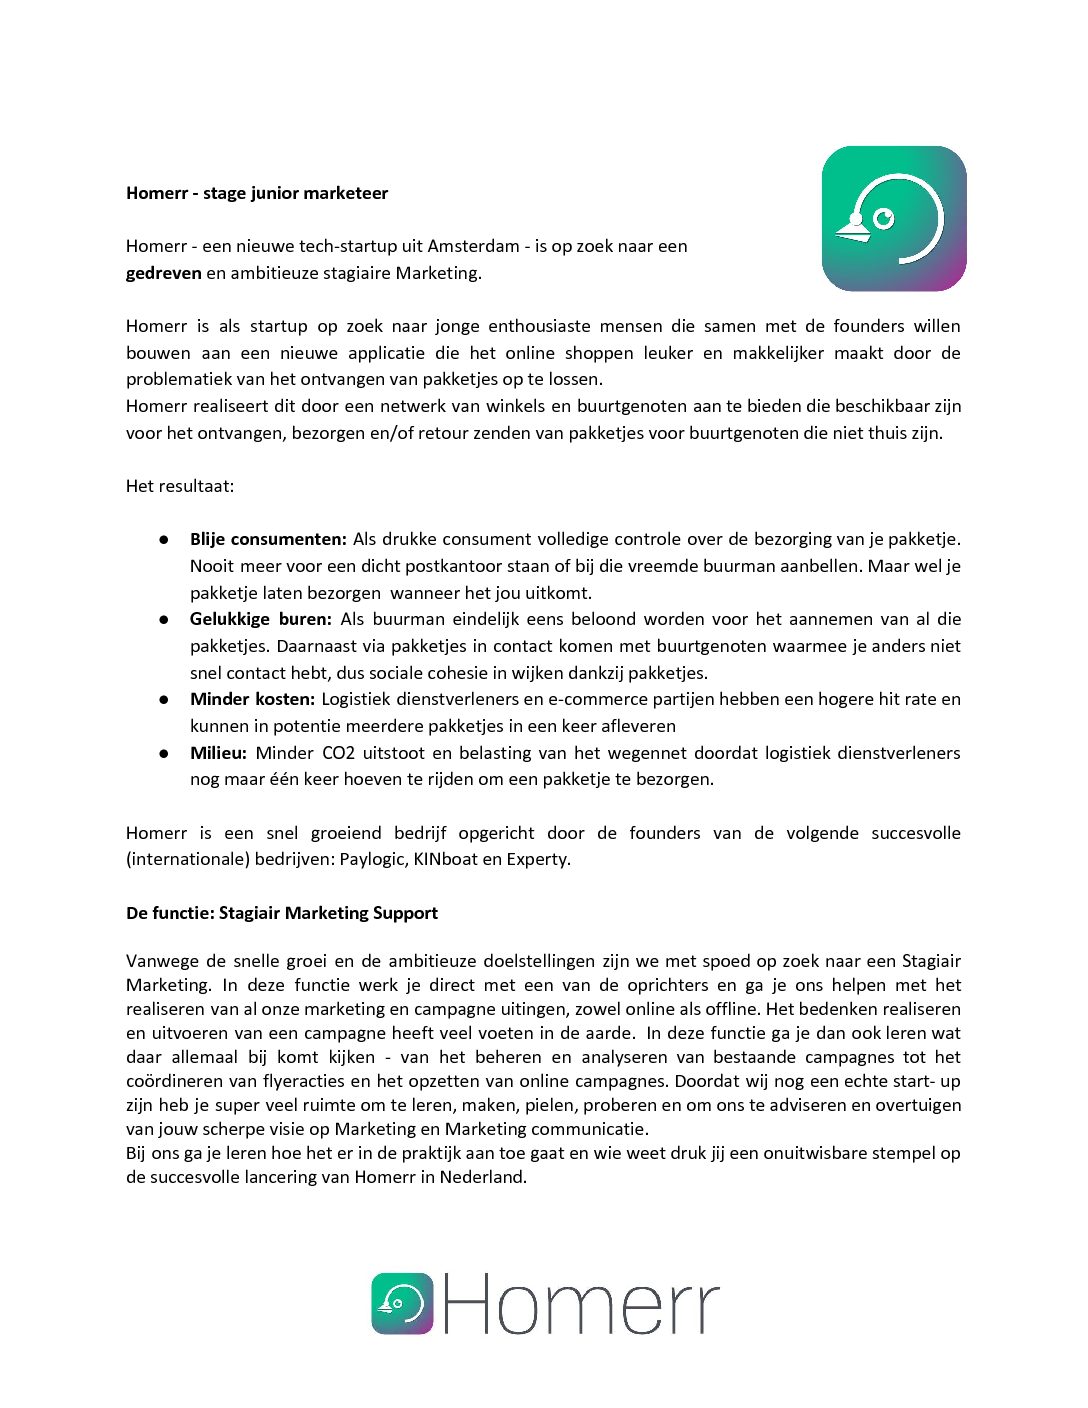 Homerr - stage junior marketeer
Homerr - een nieuwe tech-startup uit Amsterdam - is op zoek naar een
gedreven en ambitieuze stagiaire Marketing.
Homerr is als startup op zoek naar jonge enthousiaste mensen die samen met de founders willen
bouwen aan een nieuwe applicatie die het online shoppen leuker en makkelijker maakt door de
problematiek van het ontvangen van pakketjes op te lossen.
Homerr realiseert dit door een netwerk van winkels en buurtgenoten aan te bieden die beschikbaar zijn
voor het ontvangen, bezorgen en/of retour zenden van pakketjes voor buurtgenoten die niet thuis zijn.
Het resultaat:
● Blije consumenten: Als drukke consument volledige controle over de bezorging van je pakketje.
Nooit meer voor een dicht postkantoor staan of bij die vreemde buurman aanbellen. Maar wel je
pakketje laten bezorgen wanneer het jou uitkomt.
● Gelukkige buren: Als buurman eindelijk eens beloond worden voor het aannemen van al die
pakketjes. Daarnaast via pakketjes in contact komen met buurtgenoten waarmee je anders niet
snel contact hebt, dus sociale cohesie in wijken dankzij pakketjes.
● Minder kosten: Logistiek dienstverleners en e-commerce partijen hebben een hogere hit rate en
kunnen in potentie meerdere pakketjes in een keer afleveren
● Milieu: Minder CO2 uitstoot en belasting van het wegennet doordat logistiek dienstverleners
nog maar één keer hoeven te rijden om een pakketje te bezorgen.
Homerr is een snel groeiend bedrijf opgericht door de founders van de volgende succesvolle
(internationale) bedrijven: Paylogic, KINboat en Experty.
De functie: Stagiair Marketing Support
Vanwege de snelle groei en de ambitieuze doelstellingen zijn we met spoed op zoek naar een Stagiair
Marketing. In deze functie werk je direct met een van de oprichters en ga je ons helpen met het
realiseren van al onze marketing en campagne uitingen, zowel online als offline. Het bedenken realiseren
en uitvoeren van een campagne heeft veel voeten in de aarde. In deze functie ga je dan ook leren wat
daar allemaal bij komt kijken - van het beheren en analyseren van bestaande campagnes tot het
coördineren van flyeracties en het opzetten van online campagnes. Doordat wij nog een echte start- up
zijn heb je super veel ruimte om te leren, maken, pielen, proberen en om ons te adviseren en overtuigen
van jouw scherpe visie op Marketing en Marketing communicatie.
Bij ons ga je leren hoe het er in de praktijk aan toe gaat en wie weet druk jij een onuitwisbare stempel op
de succesvolle lancering van Homerr in Nederland.
Homerr